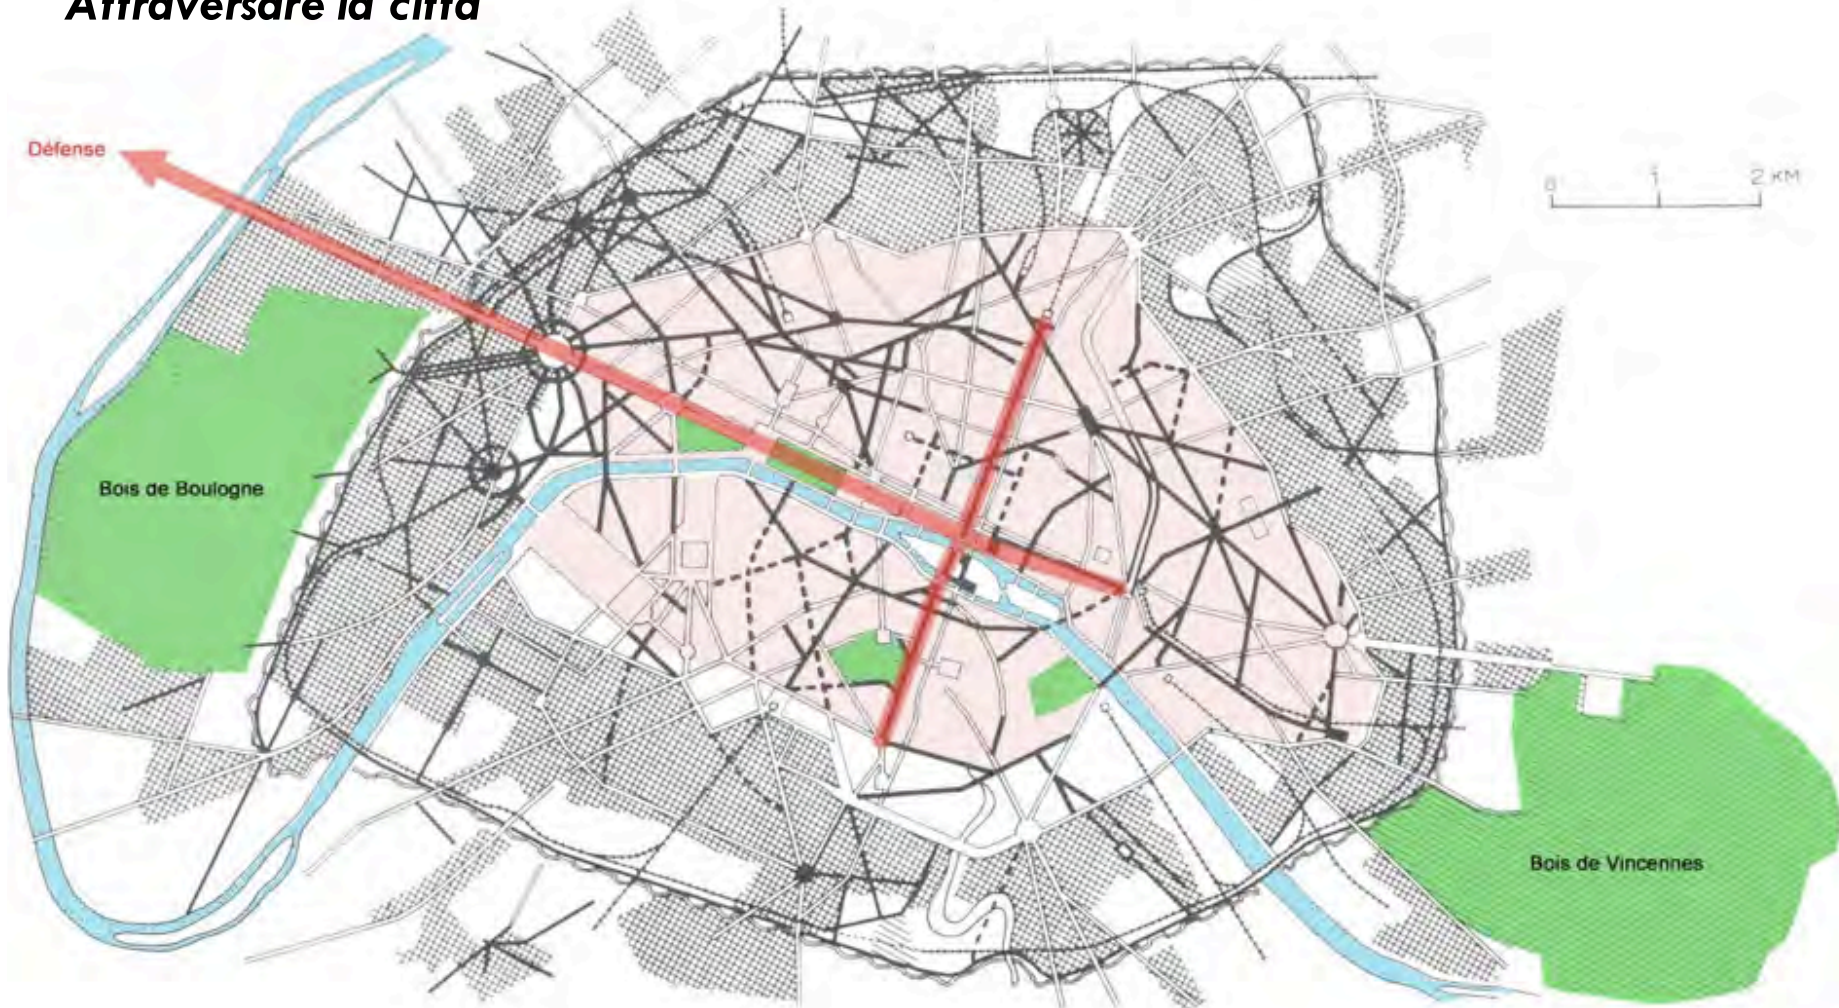 Attraversare la città
Défense
0 1 2 KM
Bois de Boulogne
Bois de Vincennes